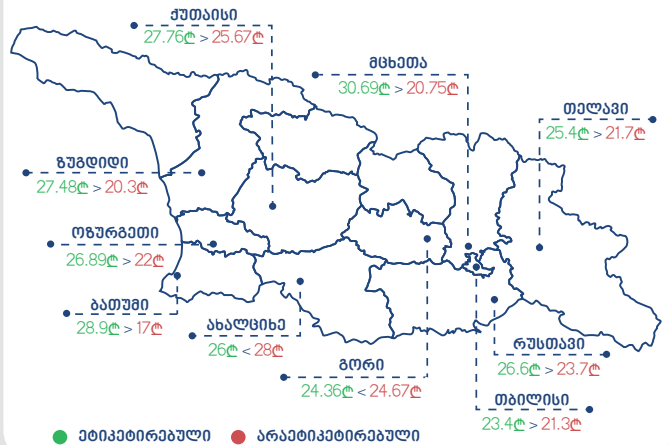 ქუთაისი
27.76₾ > 25.67₾
მცხეთა
30.69₾ > 20.75₾
თელავი
25.4₾ > 21.7₾
ზუგდიდი
27.48₾ > 20.3₾
ოზურგეთი
26.89₾ > 22₾
ბათუმი
28.9₾ > 17₾
ახალციხე
26₾ < 28₾
რუსთავი
26.6₾ > 23.7₾
გორი
24.36₾ < 24.67₾
თბილისი
23.4₾ > 21.3₾
ეტიკეტირებული
არაეტიკეტირებული